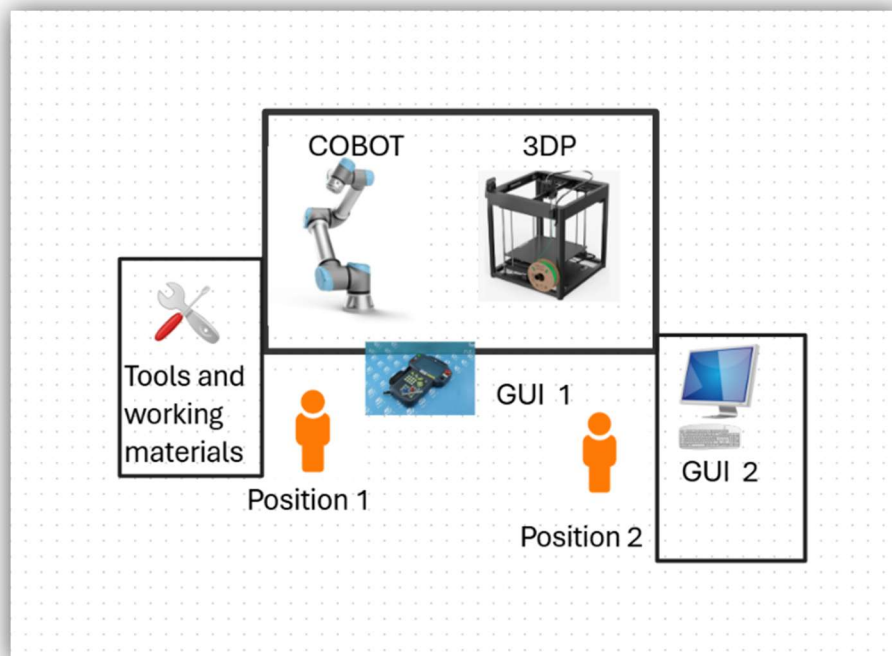 COBOT
3DP
Tools and
working
materials
GUI 1
Position 1
GUI 2
Position 2